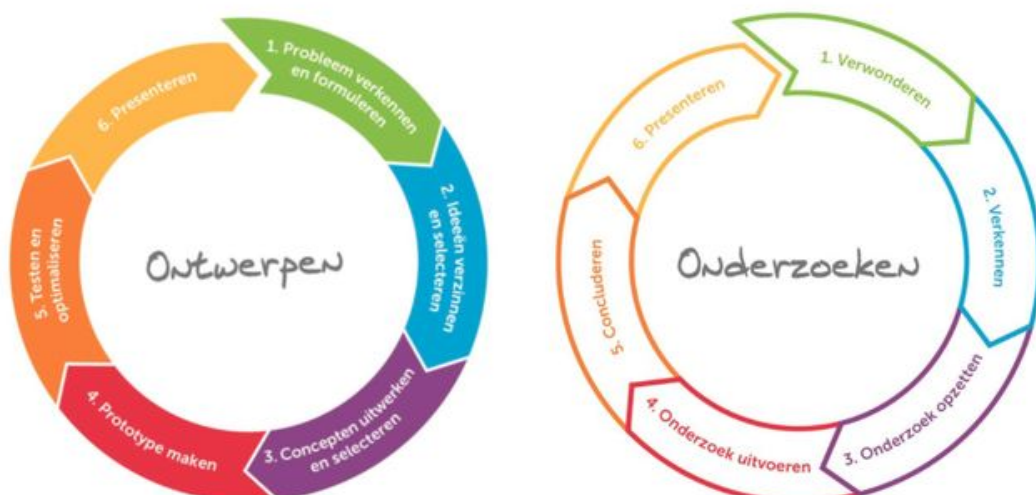 1. Probleem verkennen
en formuleren
2. Ideeën verzinnen
en selecteren
3. Concepten uitwerken
en selecteren
4. Prototype maken
5. Testen en
optimaliseren
6. Presenteren
Ontwerpen
1. Verwonderen
2. Verkennen
3. Onderzoek opzetten
4. Onderzoek uitvoeren
5. Concluderen
6. Presenteren
Onderzoeken